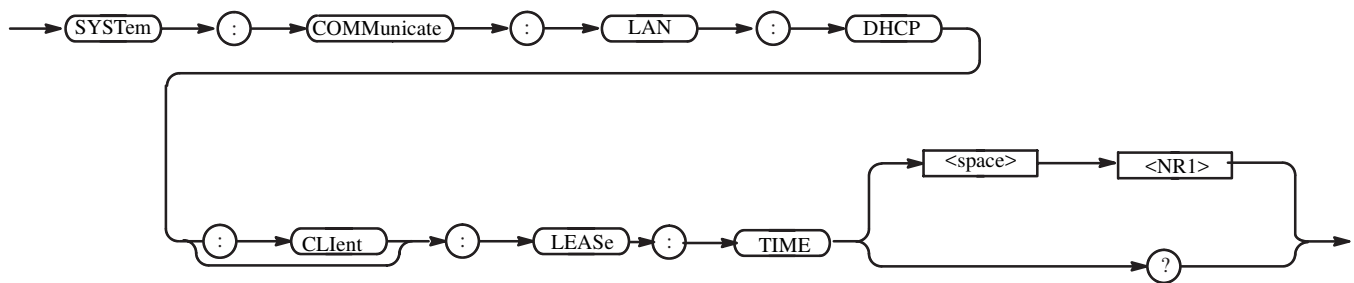 SYSTem : COMMunicate : LAN : DHCP
<space> <NR1>
: CLIent : LEASe : TIME
?